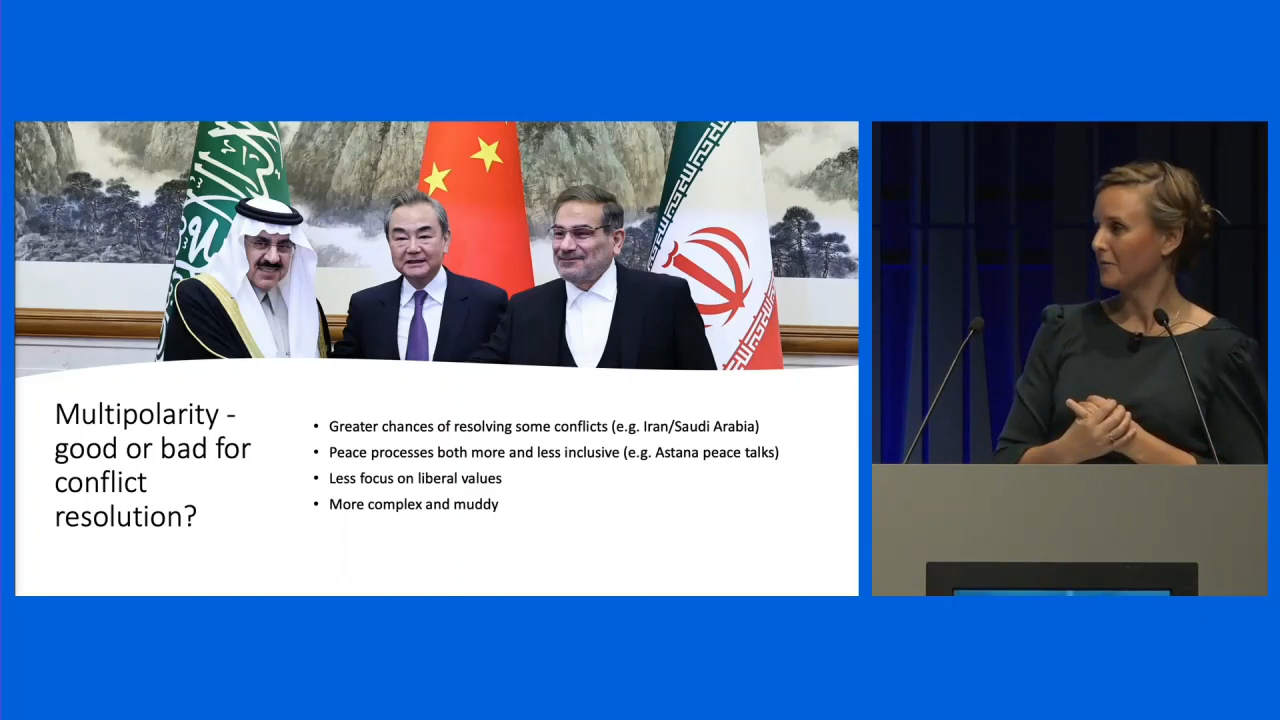 Multipolarity -
good or bad for
conflict
resolution?
• Greater chances of resolving some conflicts (e.g. Iran/Saudi Arabia)
• Peace processes both more and less inclusive (e.g. Astana peace talks)
• Less focus on liberal values
• More complex and muddy